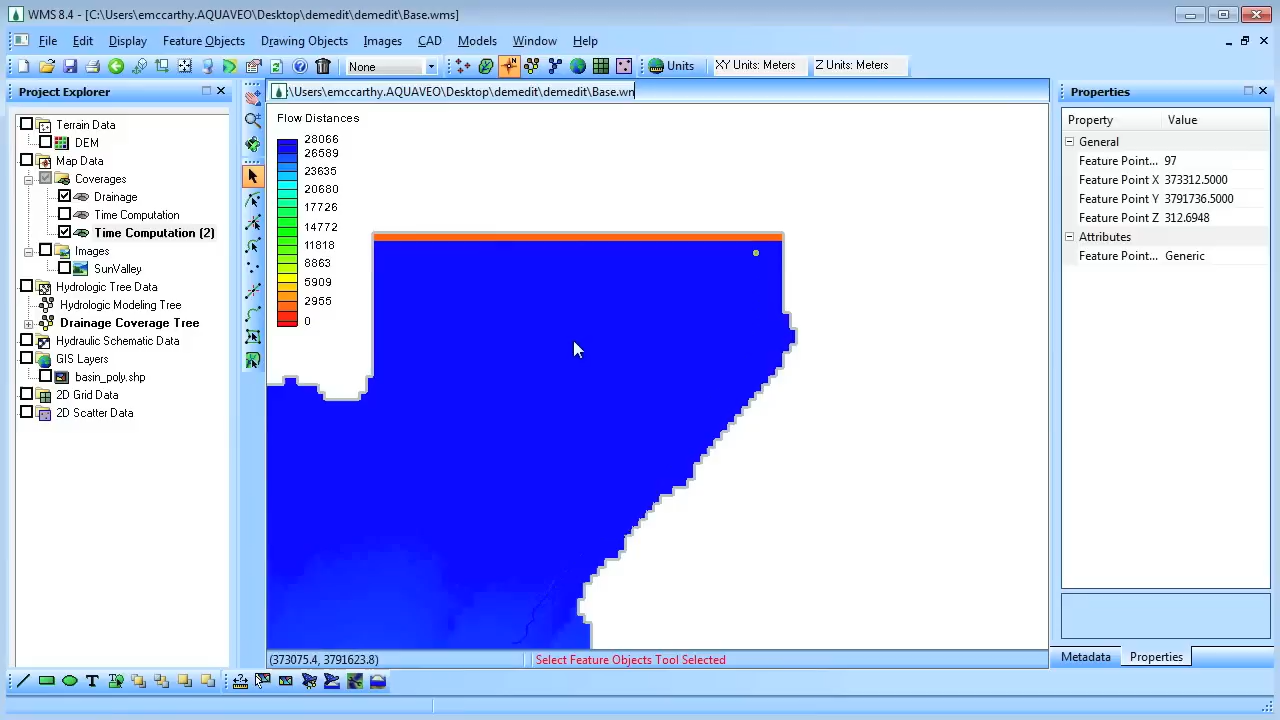 WMS 8.4 - [C:\Users\emccarthy.AQUAVEO\Desktop\demedit\demedit\Base.wms]
File Edit Display Feature Objects Drawing Objects Images CAD Models Window Help
None Units XY Units: Meters Z Units: Meters
Project Explorer
Terrain Data
DEM
Map Data
Coverages
Drainage
Time Computation
Time Computation (2)
Images
SunValley
Hydrologic Tree Data
Hydrologic Modeling Tree
Drainage Coverage Tree
Hydraulic Schematic Data
GIS Layers
basin_poly.shp
2D Grid Data
2D Scatter Data
:\Users\emccarthy.AQUAVEO\Desktop\demedit\demedit\Base.wm
Flow Distances
28066
26589
23635
20680
17726
14772
11818
8863
5909
2955
0
(373075.4, 3791623.8) Select Feature Objects Tool Selected
Properties
Property Value
General
Feature Point... 97
Feature Point X 373312.5000
Feature Point Y 3791736.5000
Feature Point Z 312.6948
Attributes
Feature Point... Generic
Metadata Properties